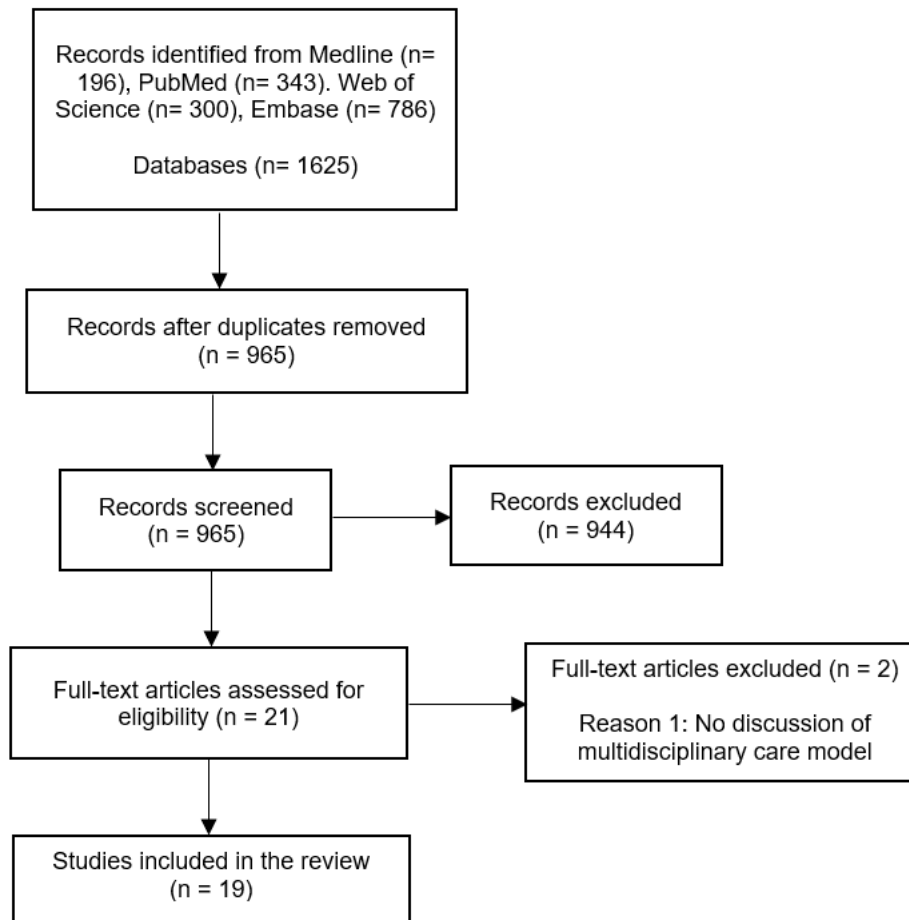 Records identified from Medline (n=
196), PubMed (n= 343). Web of
Science (n= 300), Embase (n= 786)
Databases (n= 1625)
Records after duplicates removed
(n = 965)
Records screened
(n = 965)
Records excluded
(n = 944)
Full-text articles assessed for
eligibility (n = 21)
Full-text articles excluded (n = 2)
Reason 1: No discussion of
multidisciplinary care model
Studies included in the review
(n = 19)